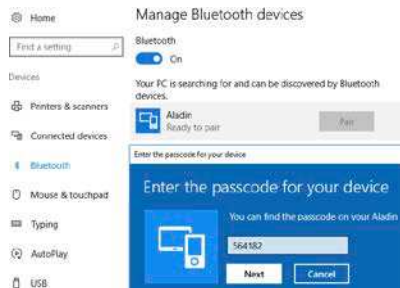 Home
Find a setting
Devices
Printers & scanners
Connected devices
Bluetooth
Mouse & touchpad
Typing
AutoPlay
USB
Manage Bluetooth devices
Bluetooth
On
Your PC is searching for and can be discovered by Bluetooth
devices.
Aladin
Ready to pair
Pair
Enter the passcode for your device
Enter the passcode for your device
You can find the passcode on your Aladin
564182
Next
Cancel